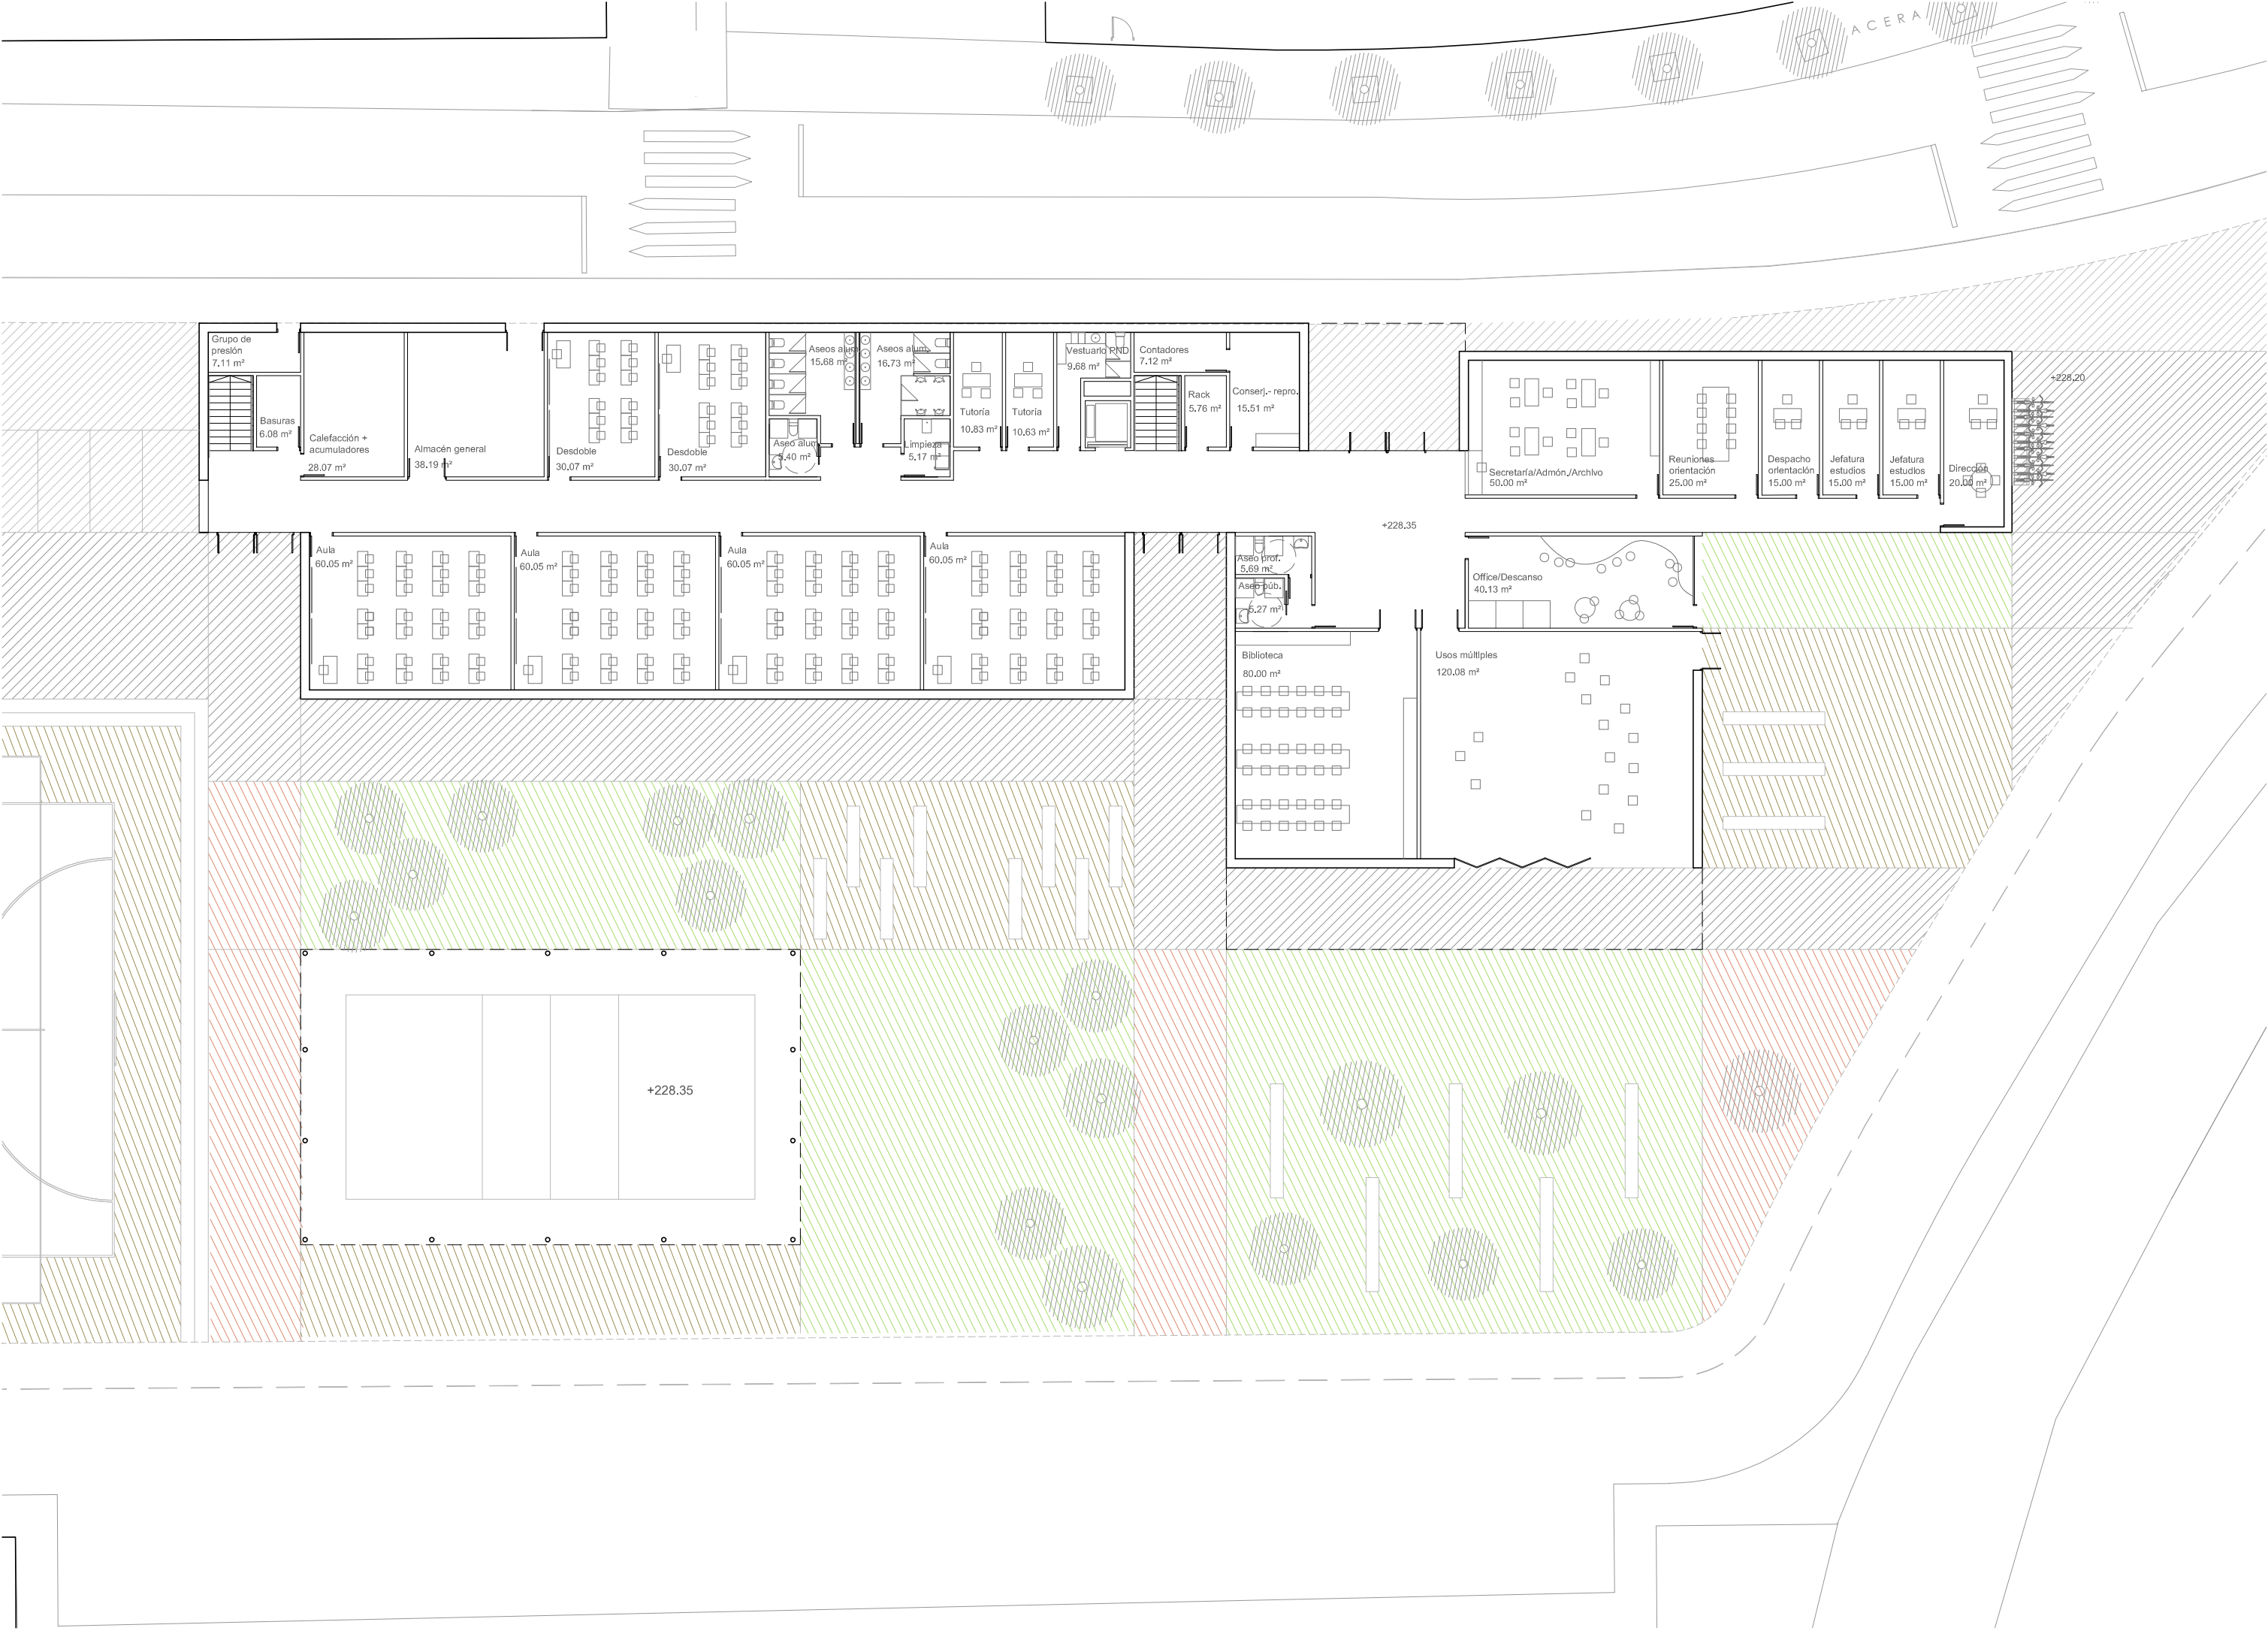 ACERA
Grupo de
presión
7.11 m²
Basuras
6.08 m²
Calefacción +
acumuladores
28.07 m²
Almacén general
38.19 m²
Desdoble
30.07 m²
Desdoble
30.07 m²
Aseos alum.
15.68 m²
Aseos alum.
16.73 m²
Aseo alum.
5.40 m²
Limpieza
5.17 m²
Tutoría
10.83 m²
Tutoría
10.63 m²
Vestuario PND
9.68 m²
Contadores
7.12 m²
Rack
5.76 m²
Conserj.- repro.
15.51 m²
Secretaría/Admón./Archivo
50.00 m²
Reuniones
orientación
25.00 m²
Despacho
orientación
15.00 m²
Jefatura
estudios
15.00 m²
Jefatura
estudios
15.00 m²
Dirección
20.00 m²
+228.20
+228.35
Aula
60.05 m²
Aula
60.05 m²
Aula
60.05 m²
Aula
60.05 m²
Aseo prof.
5.69 m²
Aseo púb.
5.27 m²
Office/Descanso
40.13 m²
Biblioteca
80.00 m²
Usos múltiples
120.08 m²
+228.35